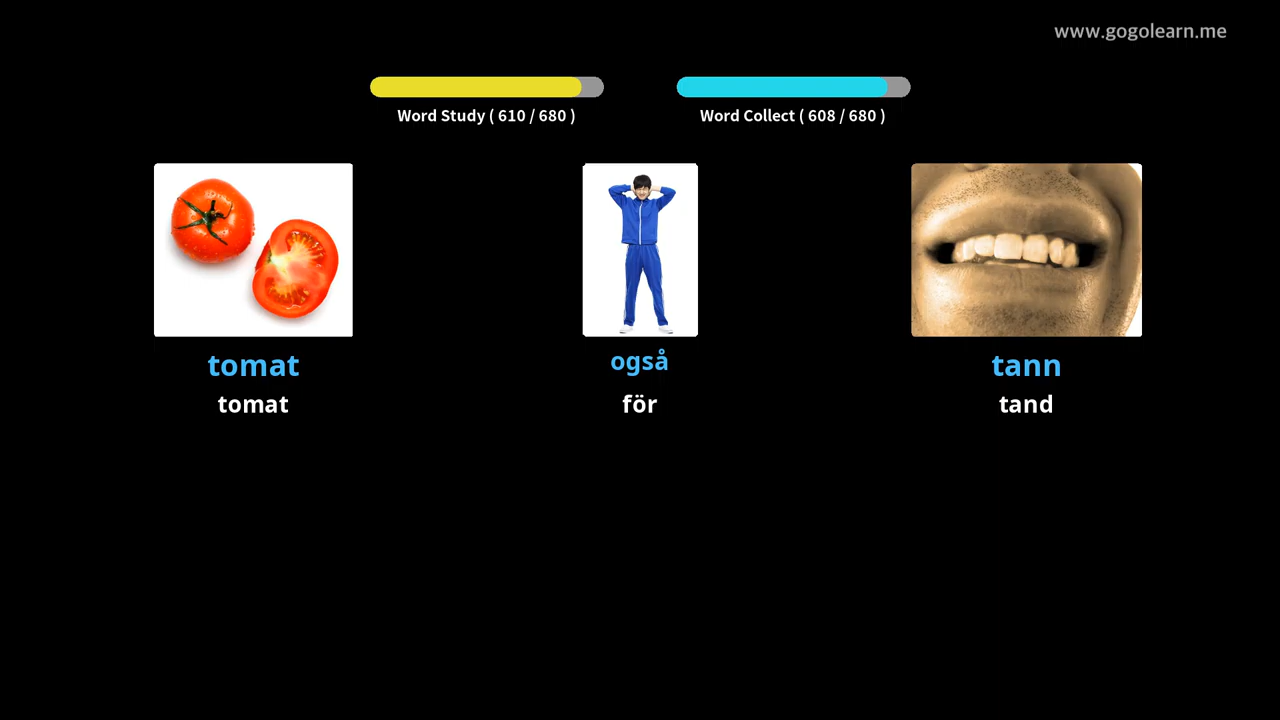 www.gogolearn.me
Word Study ( 610 / 680 )
Word Collect ( 608 / 680 )
tomat
også
tann
tomat
för
tand